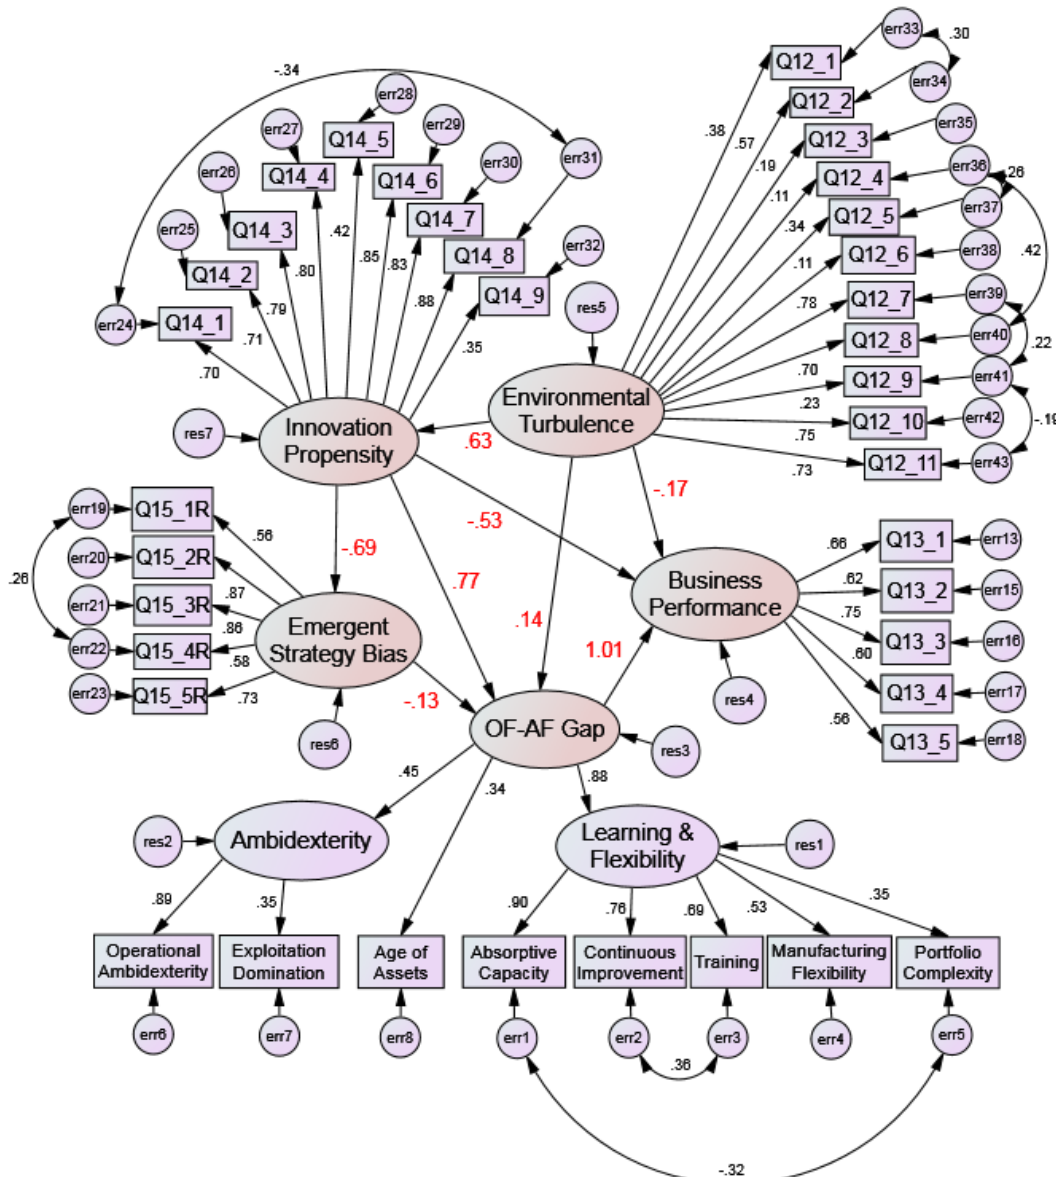 -.34
err28
err27
err29
Q14_5
err26
Q14_4
Q14_6
err30
err31
err25
Q14_3
Q14_7
Q14_2
Q14_8
err32
err24
Q14_1
Q14_9
.70
.71
.79
.80
.42
.85
.83
.88
.35
err33
.30
Q12_1
err34
Q12_2
err35
Q12_3
err36
.26
Q12_4
err37
Q12_5
err38
.42
Q12_6
err39
Q12_7
err40
.22
Q12_8
err41
Q12_9
err42
-.19
Q12_10
err43
Q12_11
.38
.57
.19
.11
.34
.11
.78
.70
.23
.75
.73
res5
Environmental
Turbulence
res7
Innovation
Propensity
.63
-.17
-.53
-.69
.77
.14
1.01
-.13
err19
Q15_1R
err20
Q15_2R
.26
err21
Q15_3R
err22
Q15_4R
err23
Q15_5R
.56
.87
.86
.58
.73
Emergent
Strategy Bias
res6
Business
Performance
res4
.66
.62
.75
.60
.56
Q13_1
err13
Q13_2
err15
Q13_3
err16
Q13_4
err17
Q13_5
err18
OF-AF Gap
res3
.45
.34
.88
res2
Ambidexterity
Learning &
Flexibility
res1
.89
.35
.90
.76
.69
.53
.35
Operational
Ambidexterity
Exploitation
Domination
Age of
Assets
Absorptive
Capacity
Continuous
Improvement
Training
Manufacturing
Flexibility
Portfolio
Complexity
err6
err7
err8
err1
err2
err3
err4
err5
.36
-.32